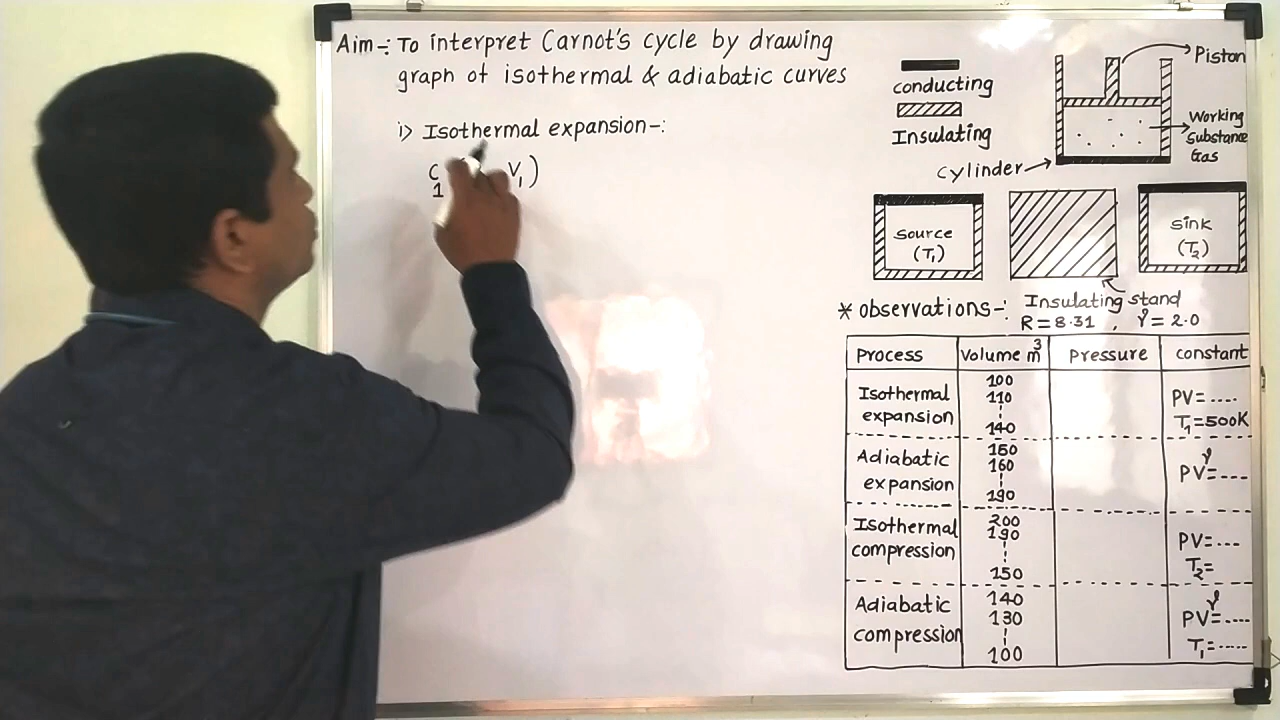 Aim-: To interpret Carnot's cycle by drawing
graph of isothermal & adiabatic curves
i) Isothermal expansion-:
C
1
V₁)
conducting
Insulating
Piston
Working
Substance
Gas
cylinder
source
(T₁)
Sink
(T₂)
Insulating stand
* observations-:
R = 8.31 , γ = 2.0
Process Volume m³ Pressure constant
Isothermal
expansion
100
110
140
PV = ....
T₁=500K
Adiabatic
expansion
150
160
190
PV^γ= ----
Isothermal
compression
200
190
150
PV= ---
T₂=
Adiabatic
compression
140
130
100
PV^γ= ----
T₁= -----